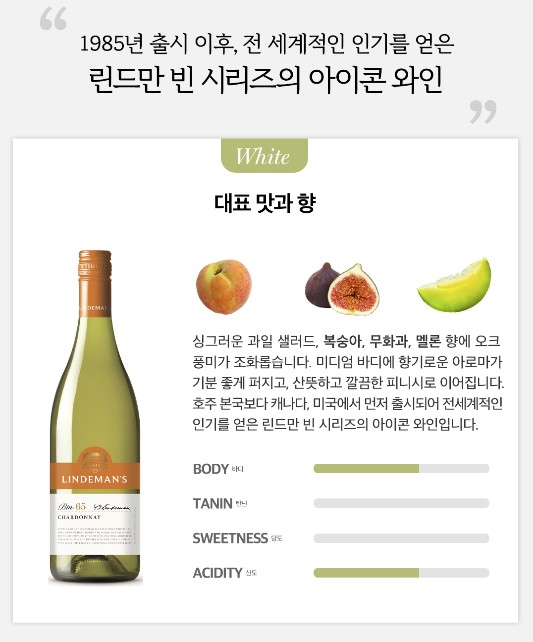 1985년 출시 이후, 전 세계적인 인기를 얻은
린드만 빈 시리즈의 아이콘 와인
White
대표 맛과 향
싱그러운 과일 샐러드, 복숭아, 무화과, 멜론 향에 오크
풍미가 조화롭습니다. 미디엄 바디에 향기로운 아로마가
기분 좋게 퍼지고, 산뜻하고 깔끔한 피니시로 이어집니다.
호주 본국보다 캐나다, 미국에서 먼저 출시되어 전세계적인
인기를 얻은 린드만 빈 시리즈의 아이콘 와인입니다.
LINDEMAN'S
Bin 65
CHARDONNAY
BODY 바디
TANIN 탄닌
SWEETNESS 당도
ACIDITY 산도